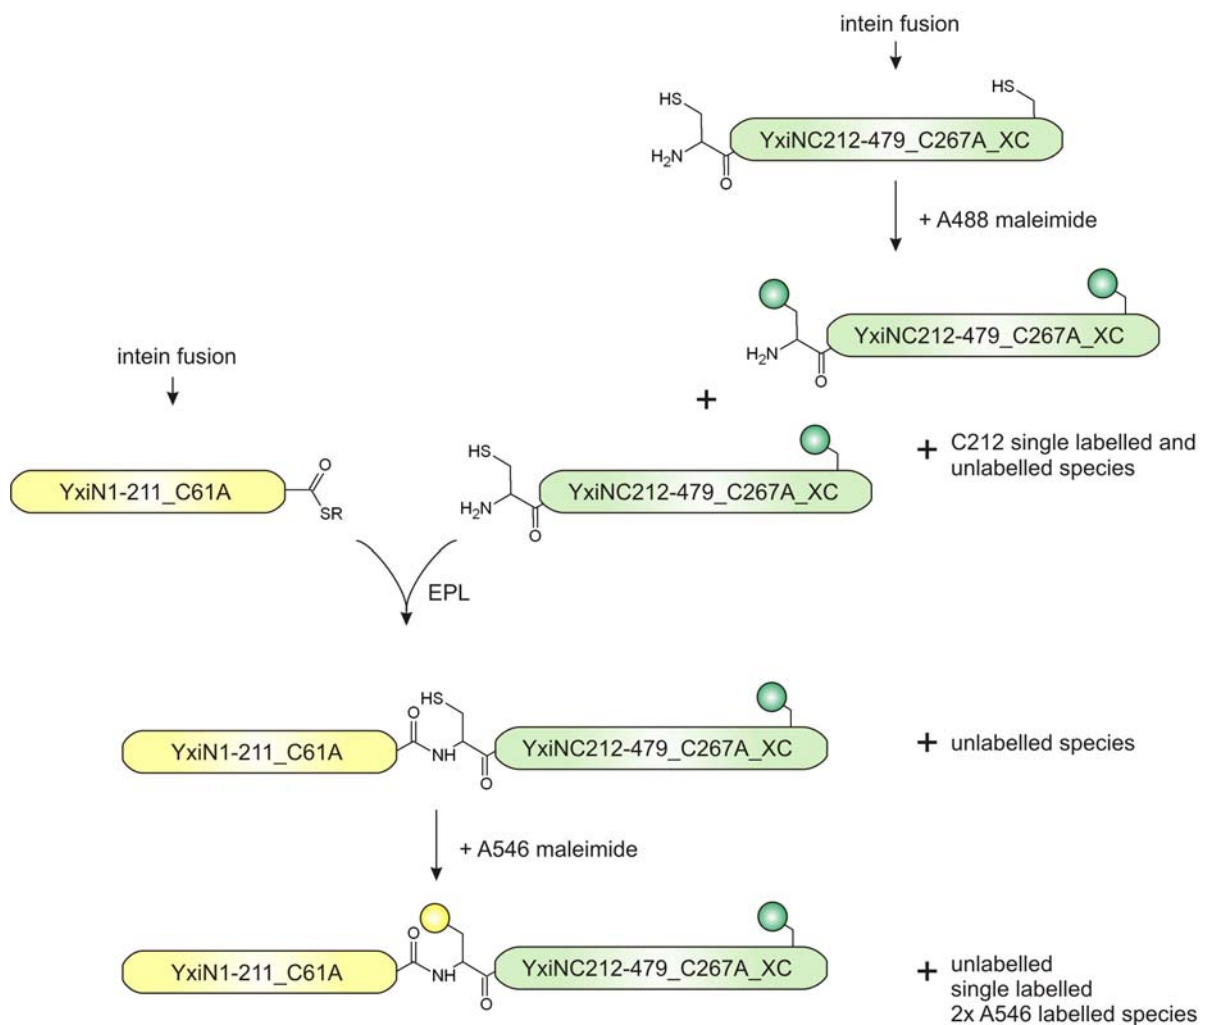 intein fusion
HS
HS
H₂N
O
YxiNC212-479_C267A_XC
+ A488 maleimide
H₂N
O
YxiNC212-479_C267A_XC
intein fusion
+
YxiN1-211_C61A
O
SR
HS
H₂N
O
YxiNC212-479_C267A_XC
+ C212 single labelled and
unlabelled species
EPL
YxiN1-211_C61A
O
HS
NH
O
YxiNC212-479_C267A_XC
+ unlabelled species
+ A546 maleimide
YxiN1-211_C61A
O
NH
O
YxiNC212-479_C267A_XC
+ unlabelled
single labelled
2x A546 labelled species